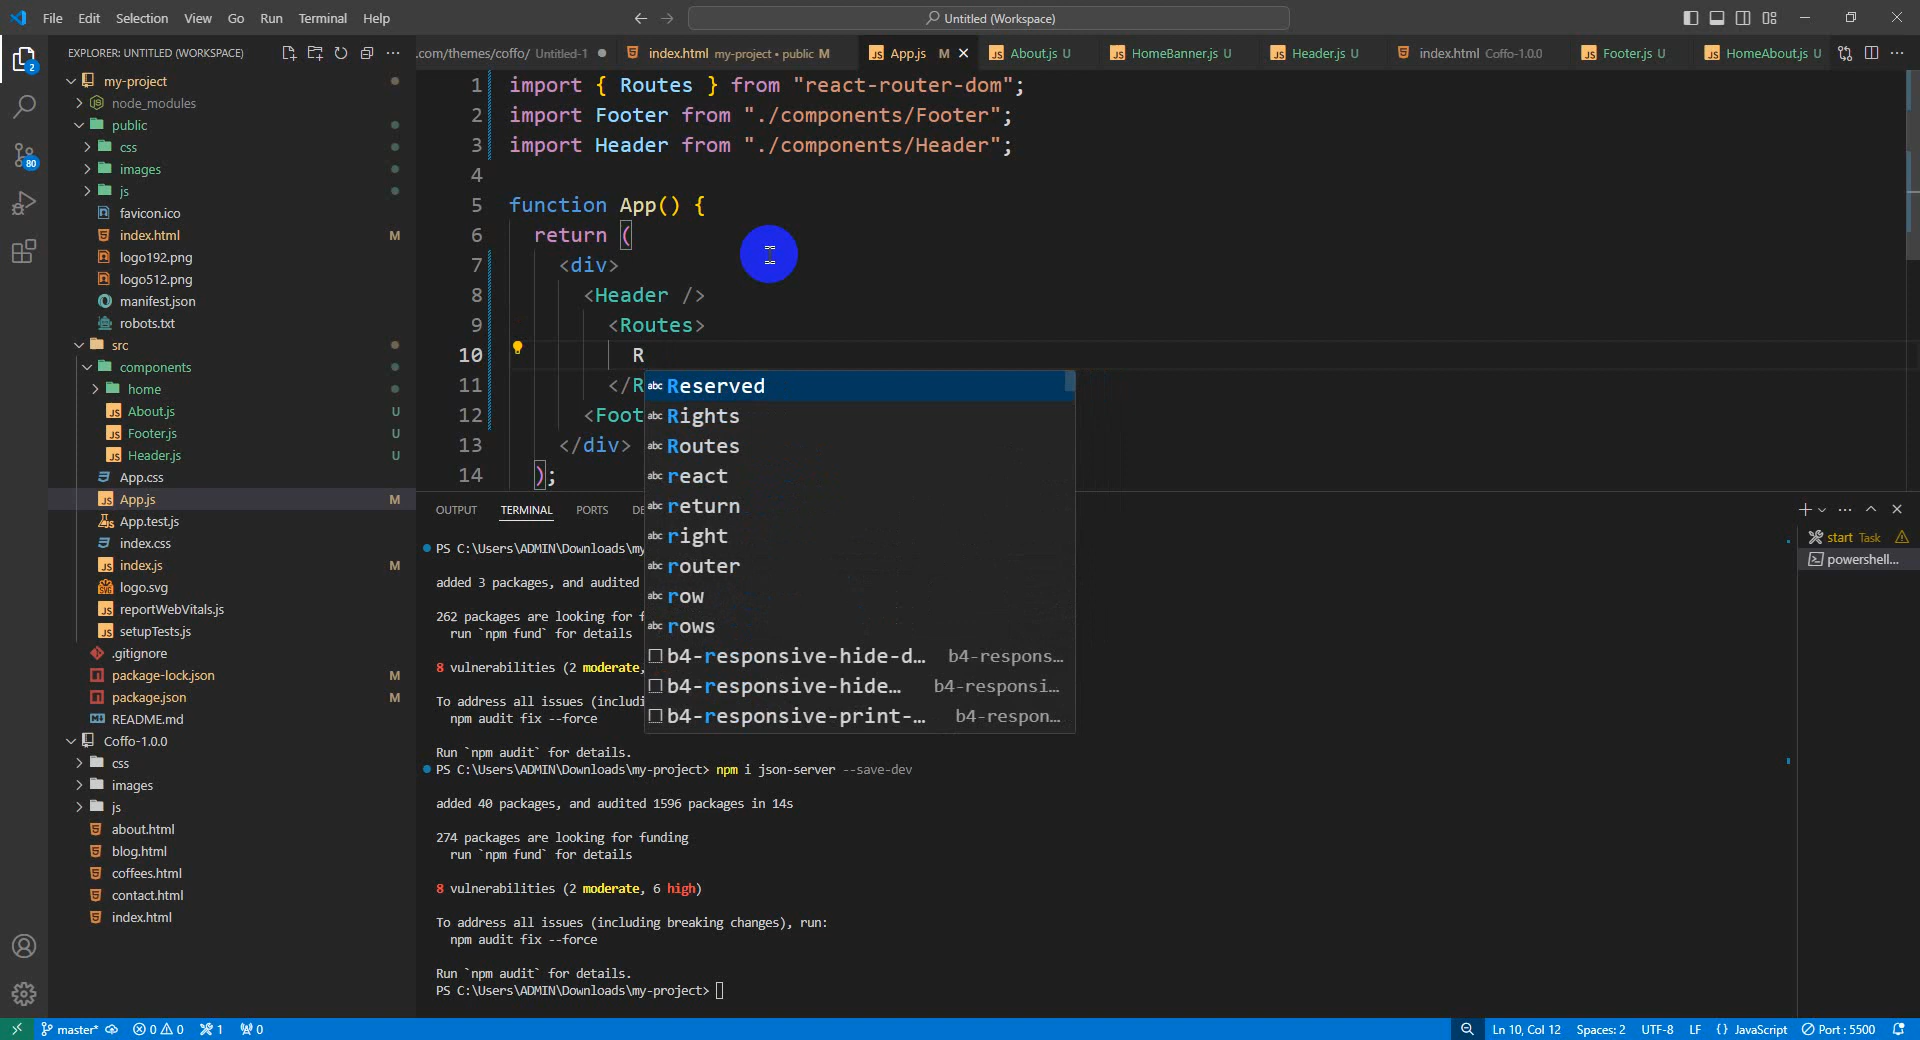 File Edit Selection View Go Run Terminal Help
Untitled (Workspace)
EXPLORER: UNTITLED (WORKSPACE)
.com/themes/coffo/ Untitled-1
index.html my-project • public M
App.js M
About.js U
HomeBanner.js U
Header.js U
index.html Coffo-1.0.0
Footer.js U
HomeAbout.js U
2
80
my-project
node_modules
public
css
images
js
favicon.ico
index.html M
logo192.png
logo512.png
manifest.json
robots.txt
src
components
home
About.js U
Footer.js U
Header.js U
App.css
App.js M
App.test.js
index.css
index.js M
logo.svg
reportWebVitals.js
setupTests.js
.gitignore
package-lock.json M
package.json M
README.md
Coffo-1.0.0
css
images
js
about.html
blog.html
coffees.html
contact.html
index.html
1 import { Routes } from "react-router-dom";
2 import Footer from "./components/Footer";
3 import Header from "./components/Header";
4
5 function App() {
6 return (
7 <div>
8 <Header />
9 <Routes>
10 R
11 </R
12 <Foot
13 </div>
14 );
abc Reserved
abc Rights
abc Routes
abc react
abc return
abc right
abc router
abc row
abc rows
b4-responsive-hide-d… b4-respons…
b4-responsive-hide… b4-responsi…
b4-responsive-print-… b4-respon…
OUTPUT TERMINAL PORTS DE
PS C:\Users\ADMIN\Downloads\my
added 3 packages, and audited
262 packages are looking for f
run `npm fund` for details
8 vulnerabilities (2 moderate,
To address all issues (includi
npm audit fix --force
Run `npm audit` for details.
PS C:\Users\ADMIN\Downloads\my-project> npm i json-server --save-dev
added 40 packages, and audited 1596 packages in 14s
274 packages are looking for funding
run `npm fund` for details
8 vulnerabilities (2 moderate, 6 high)
To address all issues (including breaking changes), run:
npm audit fix --force
Run `npm audit` for details.
PS C:\Users\ADMIN\Downloads\my-project>
start Task
powershell...
master* 0 0 1 0
Ln 10, Col 12 Spaces: 2 UTF-8 LF {} JavaScript Port : 5500